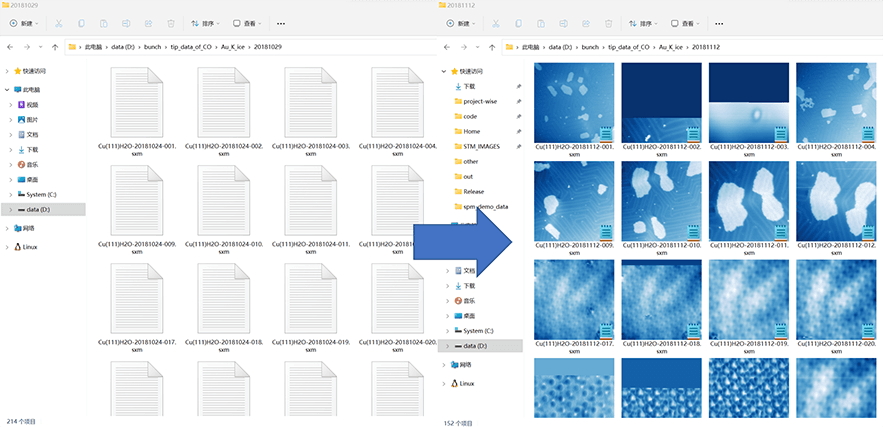 20181029
新建
排序
查看
此电脑 › data (D:) › bunch › tip_data_of_CO › Au_K_ice › 20181029
快速访问
此电脑
视频
图片
文档
下载
音乐
桌面
System (C:)
data (D:)
网络
Linux
Cu(111)H2O-20181024-001.sxm
Cu(111)H2O-20181024-002.sxm
Cu(111)H2O-20181024-003.sxm
Cu(111)H2O-20181024-004.sxm
Cu(111)H2O-20181024-009.sxm
Cu(111)H2O-20181024-010.sxm
Cu(111)H2O-20181024-011.sxm
Cu(111)H2O-
sxm
Cu(111)H2O-20181024-017.sxm
Cu(111)H2O-20181024-018.sxm
Cu(111)H2O-20181024-019.sxm
Cu(111)H2O-20181024-020.sxm
214 个项目
20181112
新建
排序
查看
此电脑 › data (D:) › bunch › tip_data_of_CO › Au_K_ice › 20181112
快速访问
下载
project-wise
code
Home
STM_IMAGES
other
out
Release
spm_demo_data
文档
下载
音乐
桌面
System (C:)
data (D:)
网络
Linux
Cu(111)H2O-20181112-001.sxm
Cu(111)H2O-20181112-002.sxm
Cu(111)H2O-20181112-003.sxm
Cu(111)H2O-20181112-004.sxm
Cu(111)H2O-20181112-009.sxm
Cu(111)H2O-20181112-010.sxm
Cu(111)H2O-20181112-011.sxm
Cu(111)H2O-20181112-012.sxm
Cu(111)H2O-20181112-017.sxm
Cu(111)H2O-20181112-018.sxm
Cu(111)H2O-20181112-019.sxm
Cu(111)H2O-20181112-020.sxm
152 个项目